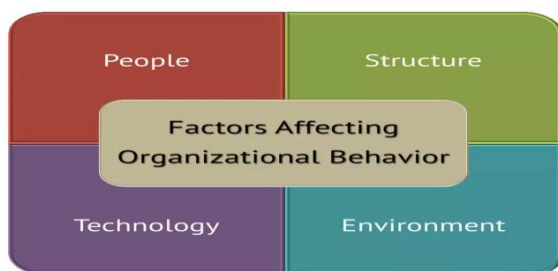 People
Structure
Factors Affecting
Organizational Behavior
Technology
Environment